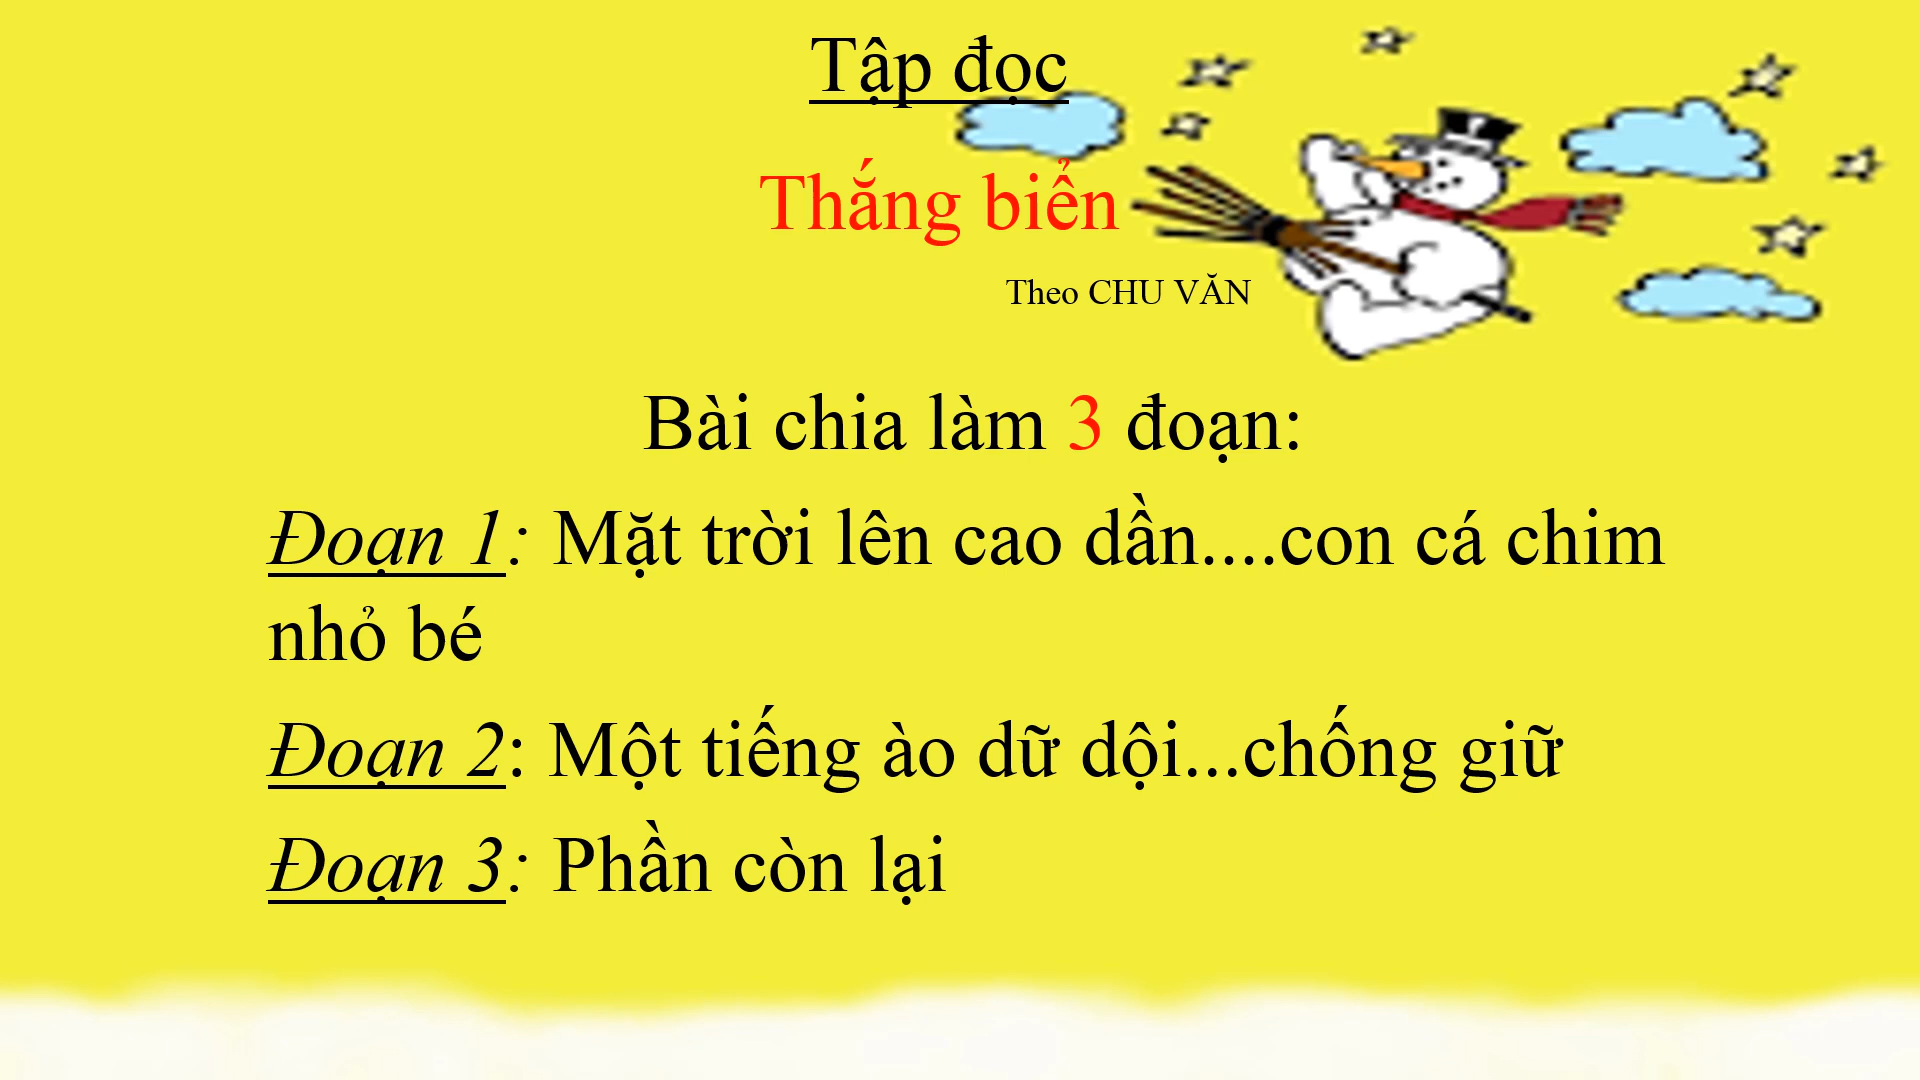 Tập đọc
Thắng biển
Theo CHU VĂN
Bài chia làm 3 đoạn:
Đoạn 1: Mặt trời lên cao dần....con cá chim
nhỏ bé
Đoạn 2: Một tiếng ào dữ dội...chống giữ
Đoạn 3: Phần còn lại